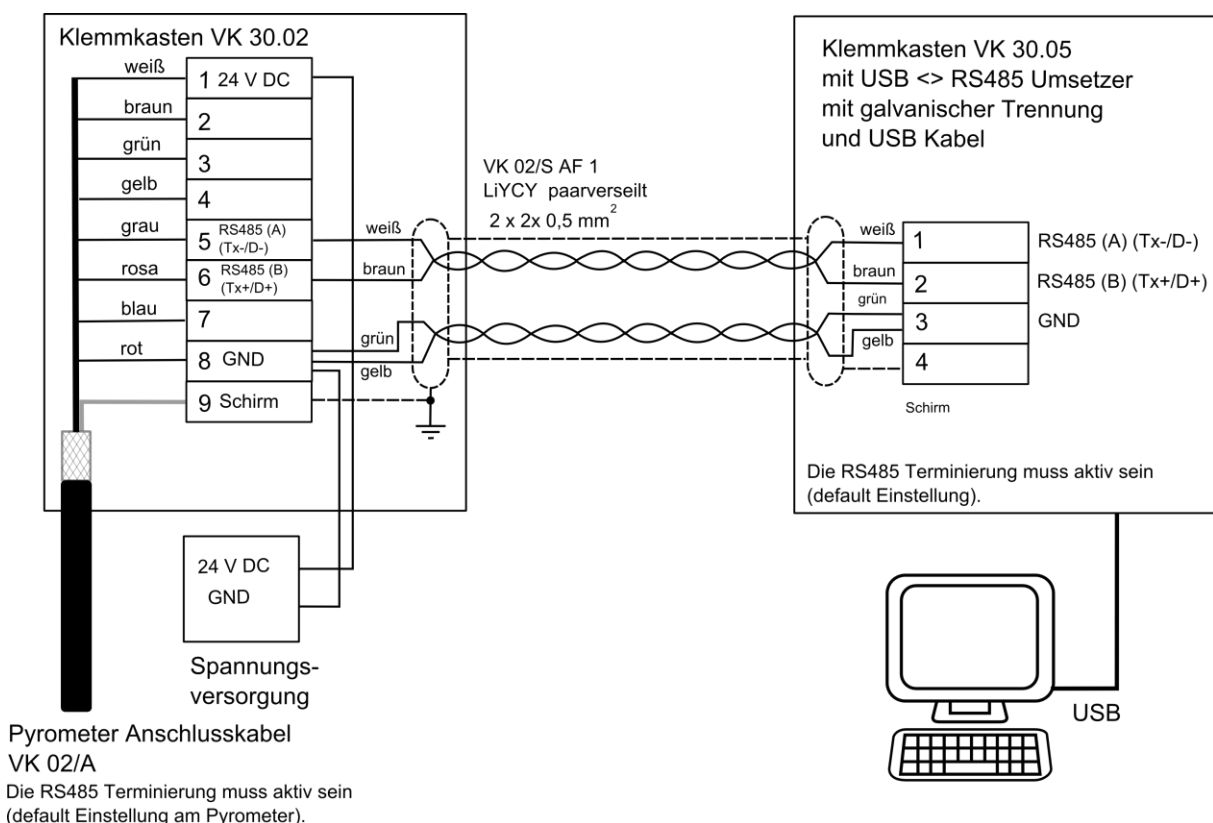 Klemmkasten VK 30.02
weiß
1 24 V DC
braun
2
grün
3
gelb
4
grau
5 RS485 (A)
(Tx-/D-)
rosa
6 RS485 (B)
(Tx+/D+)
blau
7
rot
8 GND
9 Schirm
weiß
braun
grün
gelb
VK 02/S AF 1
LiYCY paarverseilt
2 x 2x 0,5 mm²
Klemmkasten VK 30.05
mit USB <> RS485 Umsetzer
mit galvanischer Trennung
und USB Kabel
weiß
1
RS485 (A) (Tx-/D-)
braun
2
RS485 (B) (Tx+/D+)
grün
3
GND
gelb
4
Schirm
Die RS485 Terminierung muss aktiv sein
(default Einstellung).
24 V DC
GND
Spannungs-
versorgung
USB
Pyrometer Anschlusskabel
VK 02/A
Die RS485 Terminierung muss aktiv sein
(default Einstellung am Pyrometer).